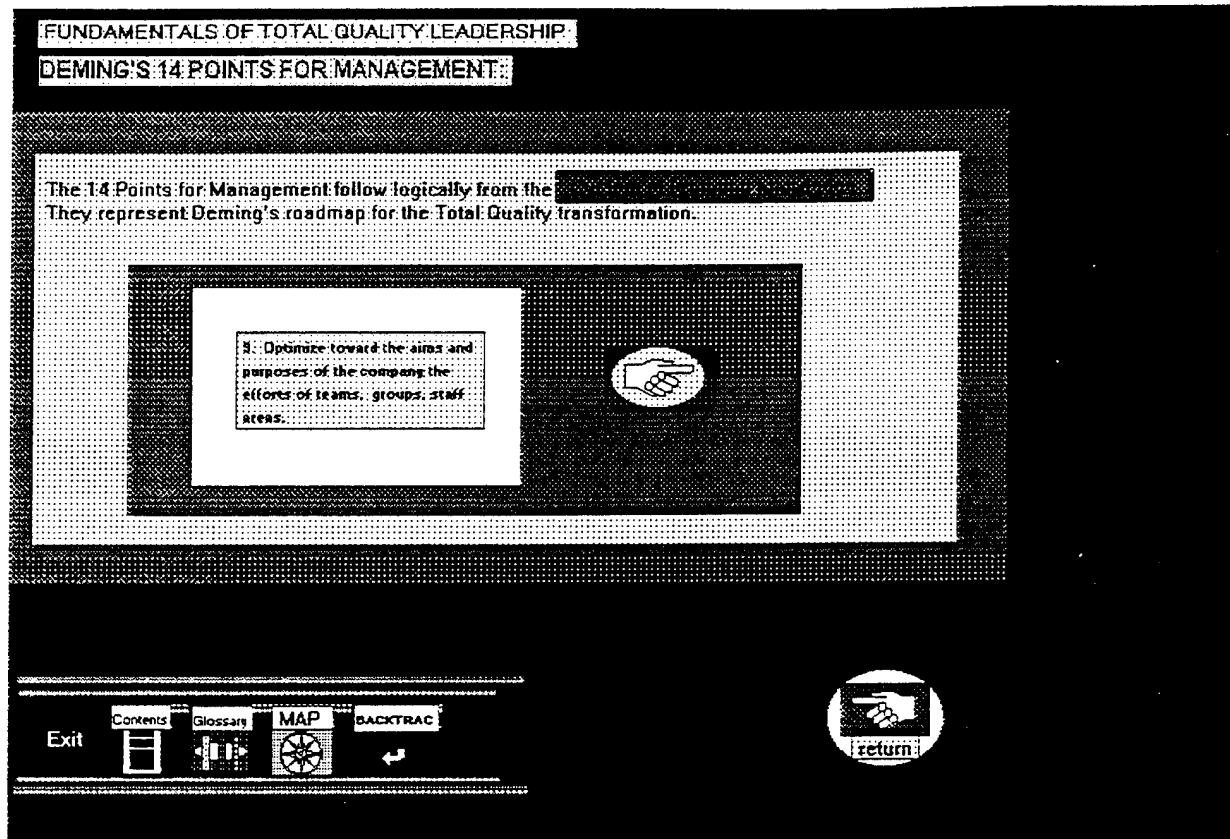 FUNDAMENTALS OF TOTAL QUALITY LEADERSHIP
DEMING'S 14 POINTS FOR MANAGEMENT
The 14 Points for Management follow logically from the
They represent Deming's roadmap for the Total Quality transformation.
9. Optimize toward the aims and
purposes of the company the
efforts of teams, groups, staff
areas.
Exit
Contents
Glossary
MAP
BACKTRAC
return